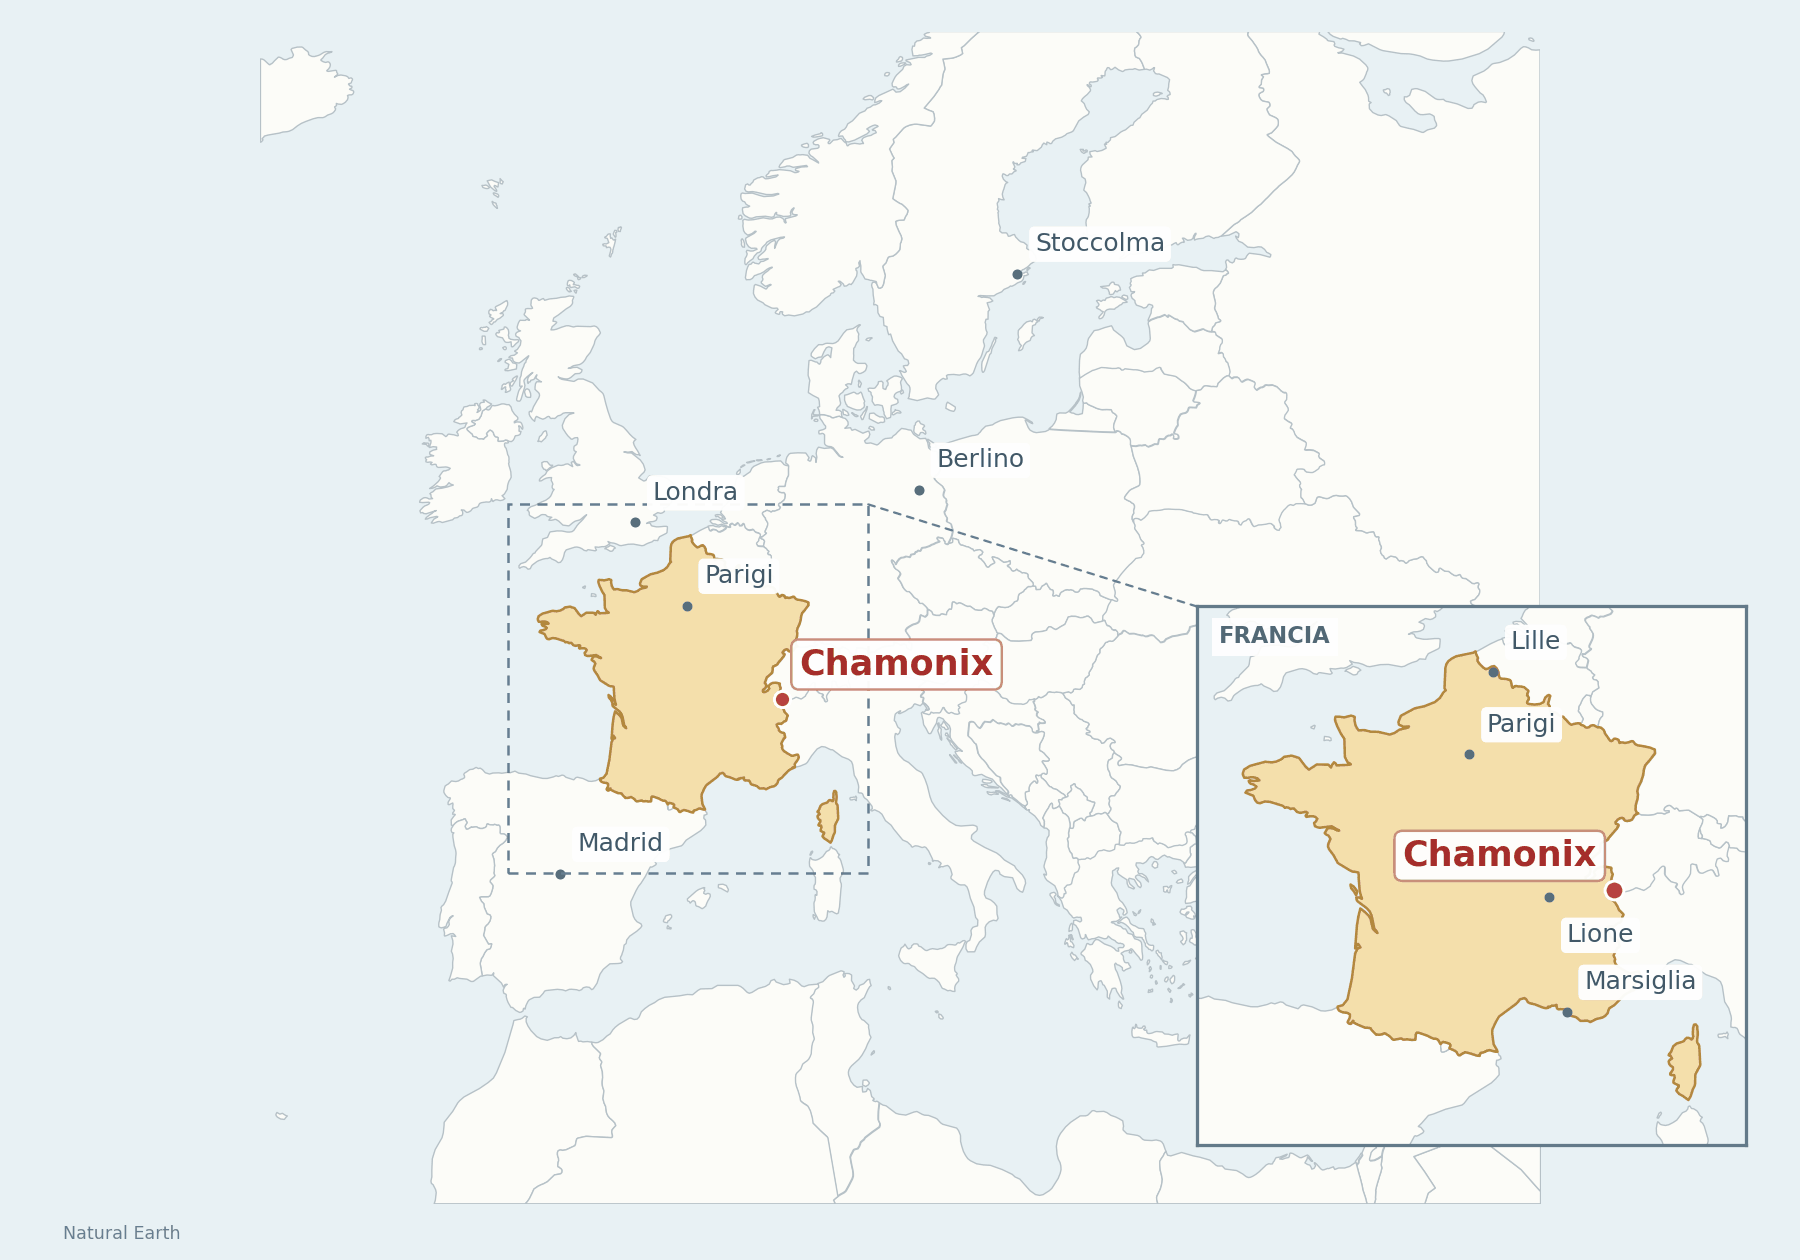 Stoccolma
Berlino
Londra
Parigi
Chamonix
Madrid
FRANCIA
Lille
Parigi
Chamonix
Lione
Marsiglia
Natural Earth